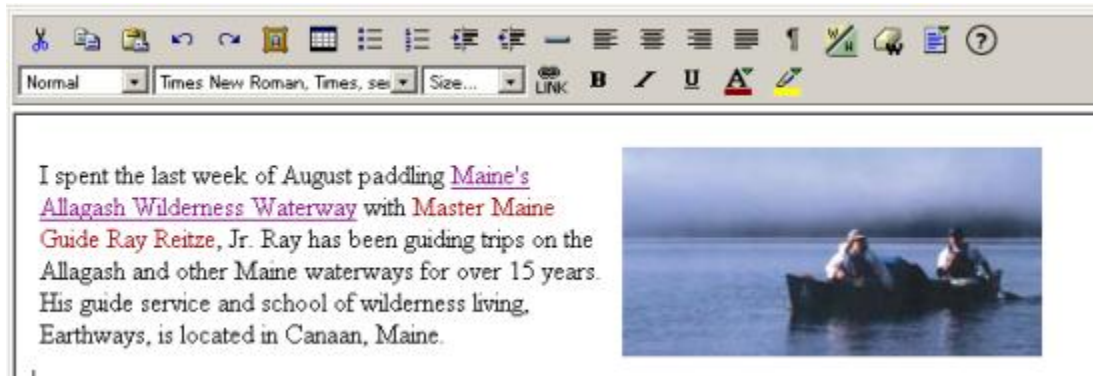 Normal Times New Roman, Times, ser Size... LINK B I U A
I spent the last week of August paddling Maine's
Allagash Wilderness Waterway with Master Maine
Guide Ray Reitze, Jr. Ray has been guiding trips on the
Allagash and other Maine waterways for over 15 years.
His guide service and school of wilderness living,
Earthways, is located in Canaan, Maine.